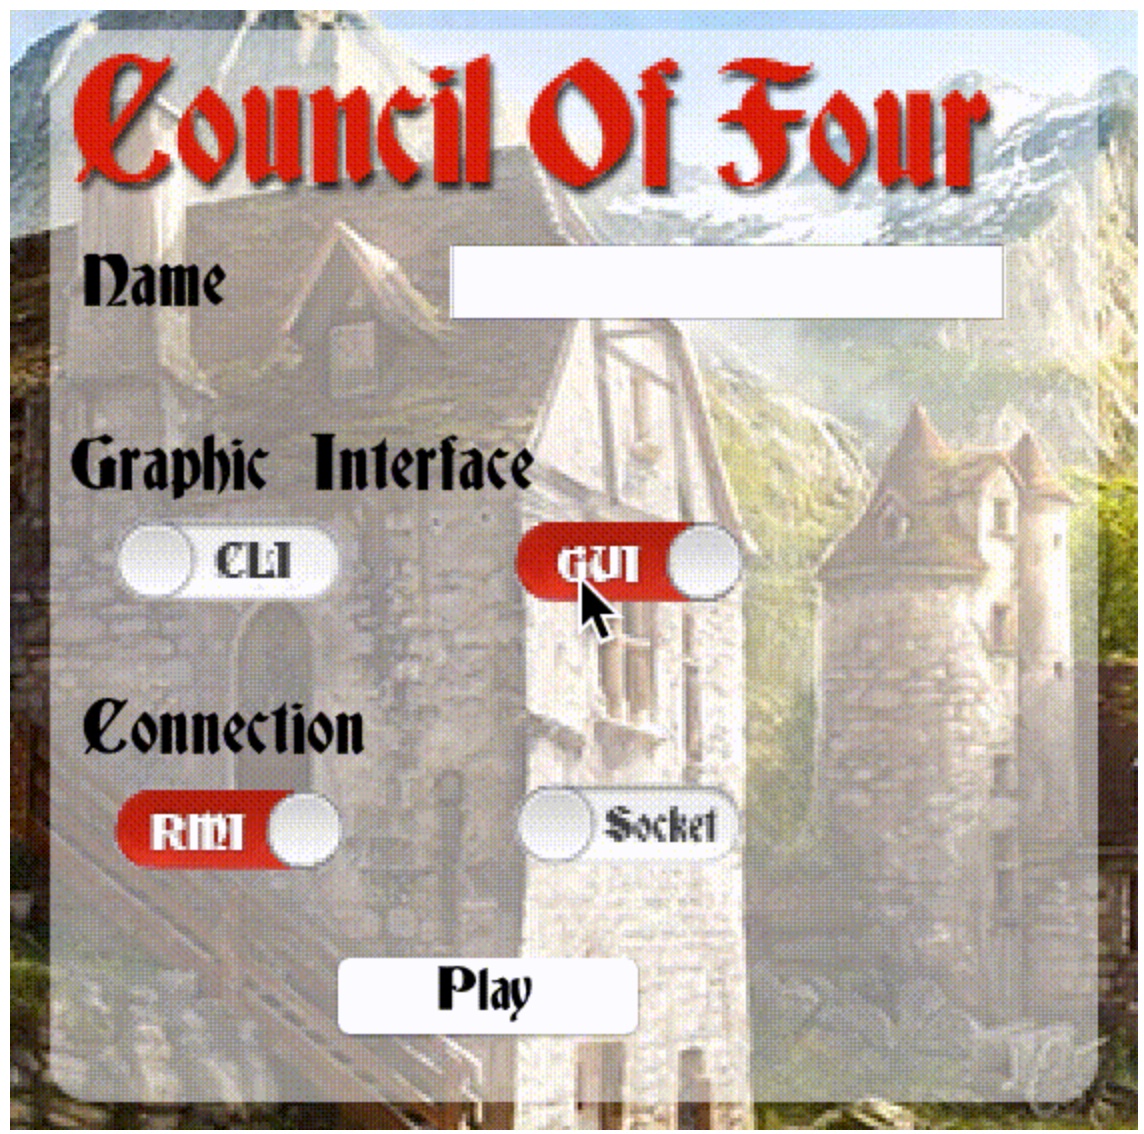 Council Of Four
Name
Graphic Interface
CLI GUI
Connection
RMI Socket
Play